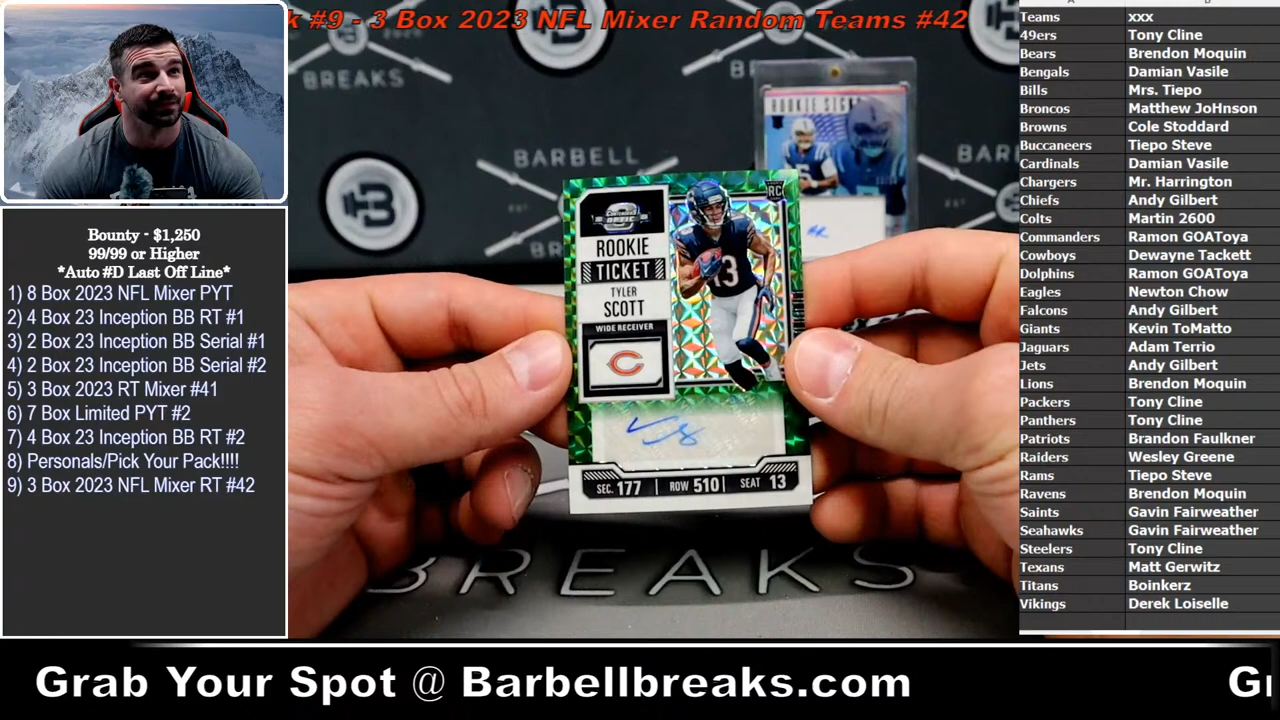 k #9 - 3 Box 2023 NFL Mixer Random Teams #42
Bounty - $1,250
99/99 or Higher
*Auto #D Last Off Line*
1) 8 Box 2023 NFL Mixer PYT
2) 4 Box 23 Inception BB RT #1
3) 2 Box 23 Inception BB Serial #1
4) 2 Box 23 Inception BB Serial #2
5) 3 Box 2023 RT Mixer #41
6) 7 Box Limited PYT #2
7) 4 Box 23 Inception BB RT #2
8) Personals/Pick Your Pack!!!!
9) 3 Box 2023 NFL Mixer RT #42
BREAKS
BARBELL
ROOKIE
RC
CONTENDERS
OPTIC
ROOKIE
TICKET
TYLER
SCOTT
WIDE RECEIVER
13
SEC. 177 | ROW 510 | SEAT 13
BREAKS
Teams xxx
49ers Tony Cline
Bears Brendon Moquin
Bengals Damian Vasile
Bills Mrs. Tiepo
Broncos Matthew JoHnson
Browns Cole Stoddard
Buccaneers Tiepo Steve
Cardinals Damian Vasile
Chargers Mr. Harrington
Chiefs Andy Gilbert
Colts Martin 2600
Commanders Ramon GOAToya
Cowboys Dewayne Tackett
Dolphins Ramon GOAToya
Eagles Newton Chow
Falcons Andy Gilbert
Giants Kevin ToMatto
Jaguars Adam Terrio
Jets Andy Gilbert
Lions Brendon Moquin
Packers Tony Cline
Panthers Tony Cline
Patriots Brandon Faulkner
Raiders Wesley Greene
Rams Tiepo Steve
Ravens Brendon Moquin
Saints Gavin Fairweather
Seahawks Gavin Fairweather
Steelers Tony Cline
Texans Matt Gerwitz
Titans Boinkerz
Vikings Derek Loiselle
Grab Your Spot @ Barbellbreaks.com